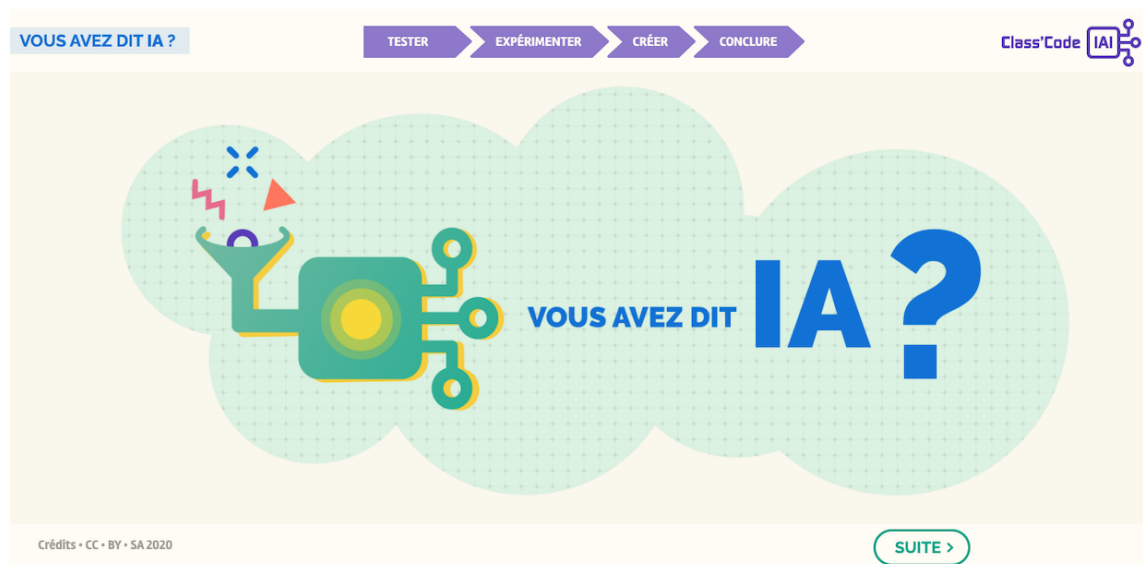 VOUS AVEZ DIT IA ?
TESTER
EXPÉRIMENTER
CRÉER
CONCLURE
Class'Code IAI
VOUS AVEZ DIT IA ?
Crédits • CC • BY • SA 2020
SUITE >